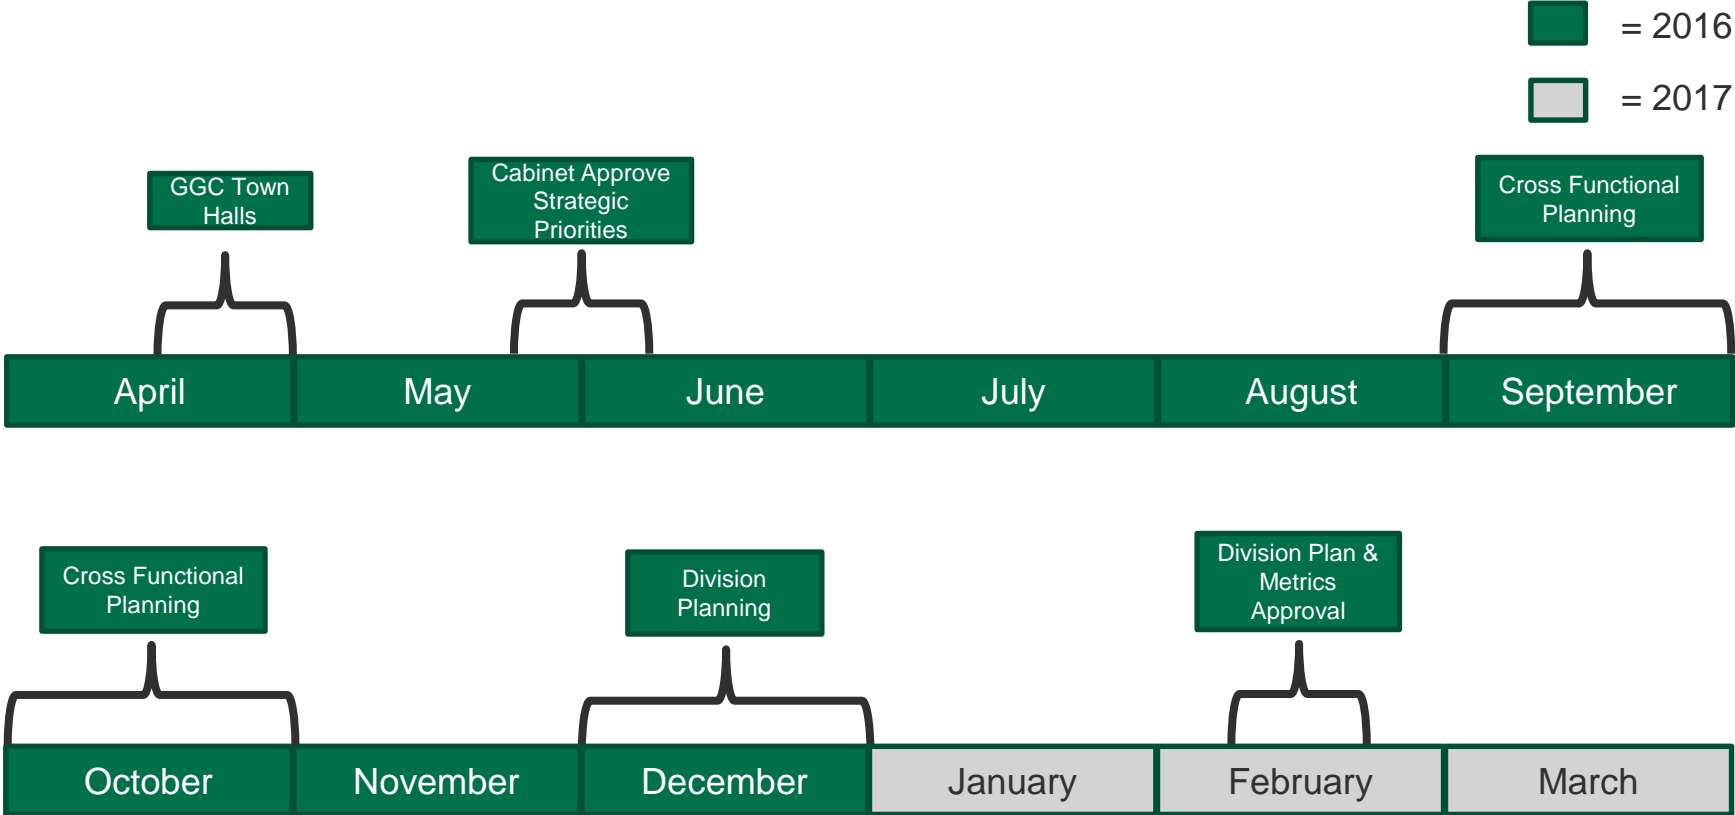 = 2016
= 2017
GGC Town
Halls
Cabinet Approve
Strategic
Priorities
Cross Functional
Planning
April
May
June
July
August
September
Cross Functional
Planning
Division
Planning
Division Plan &
Metrics
Approval
October
November
December
January
February
March